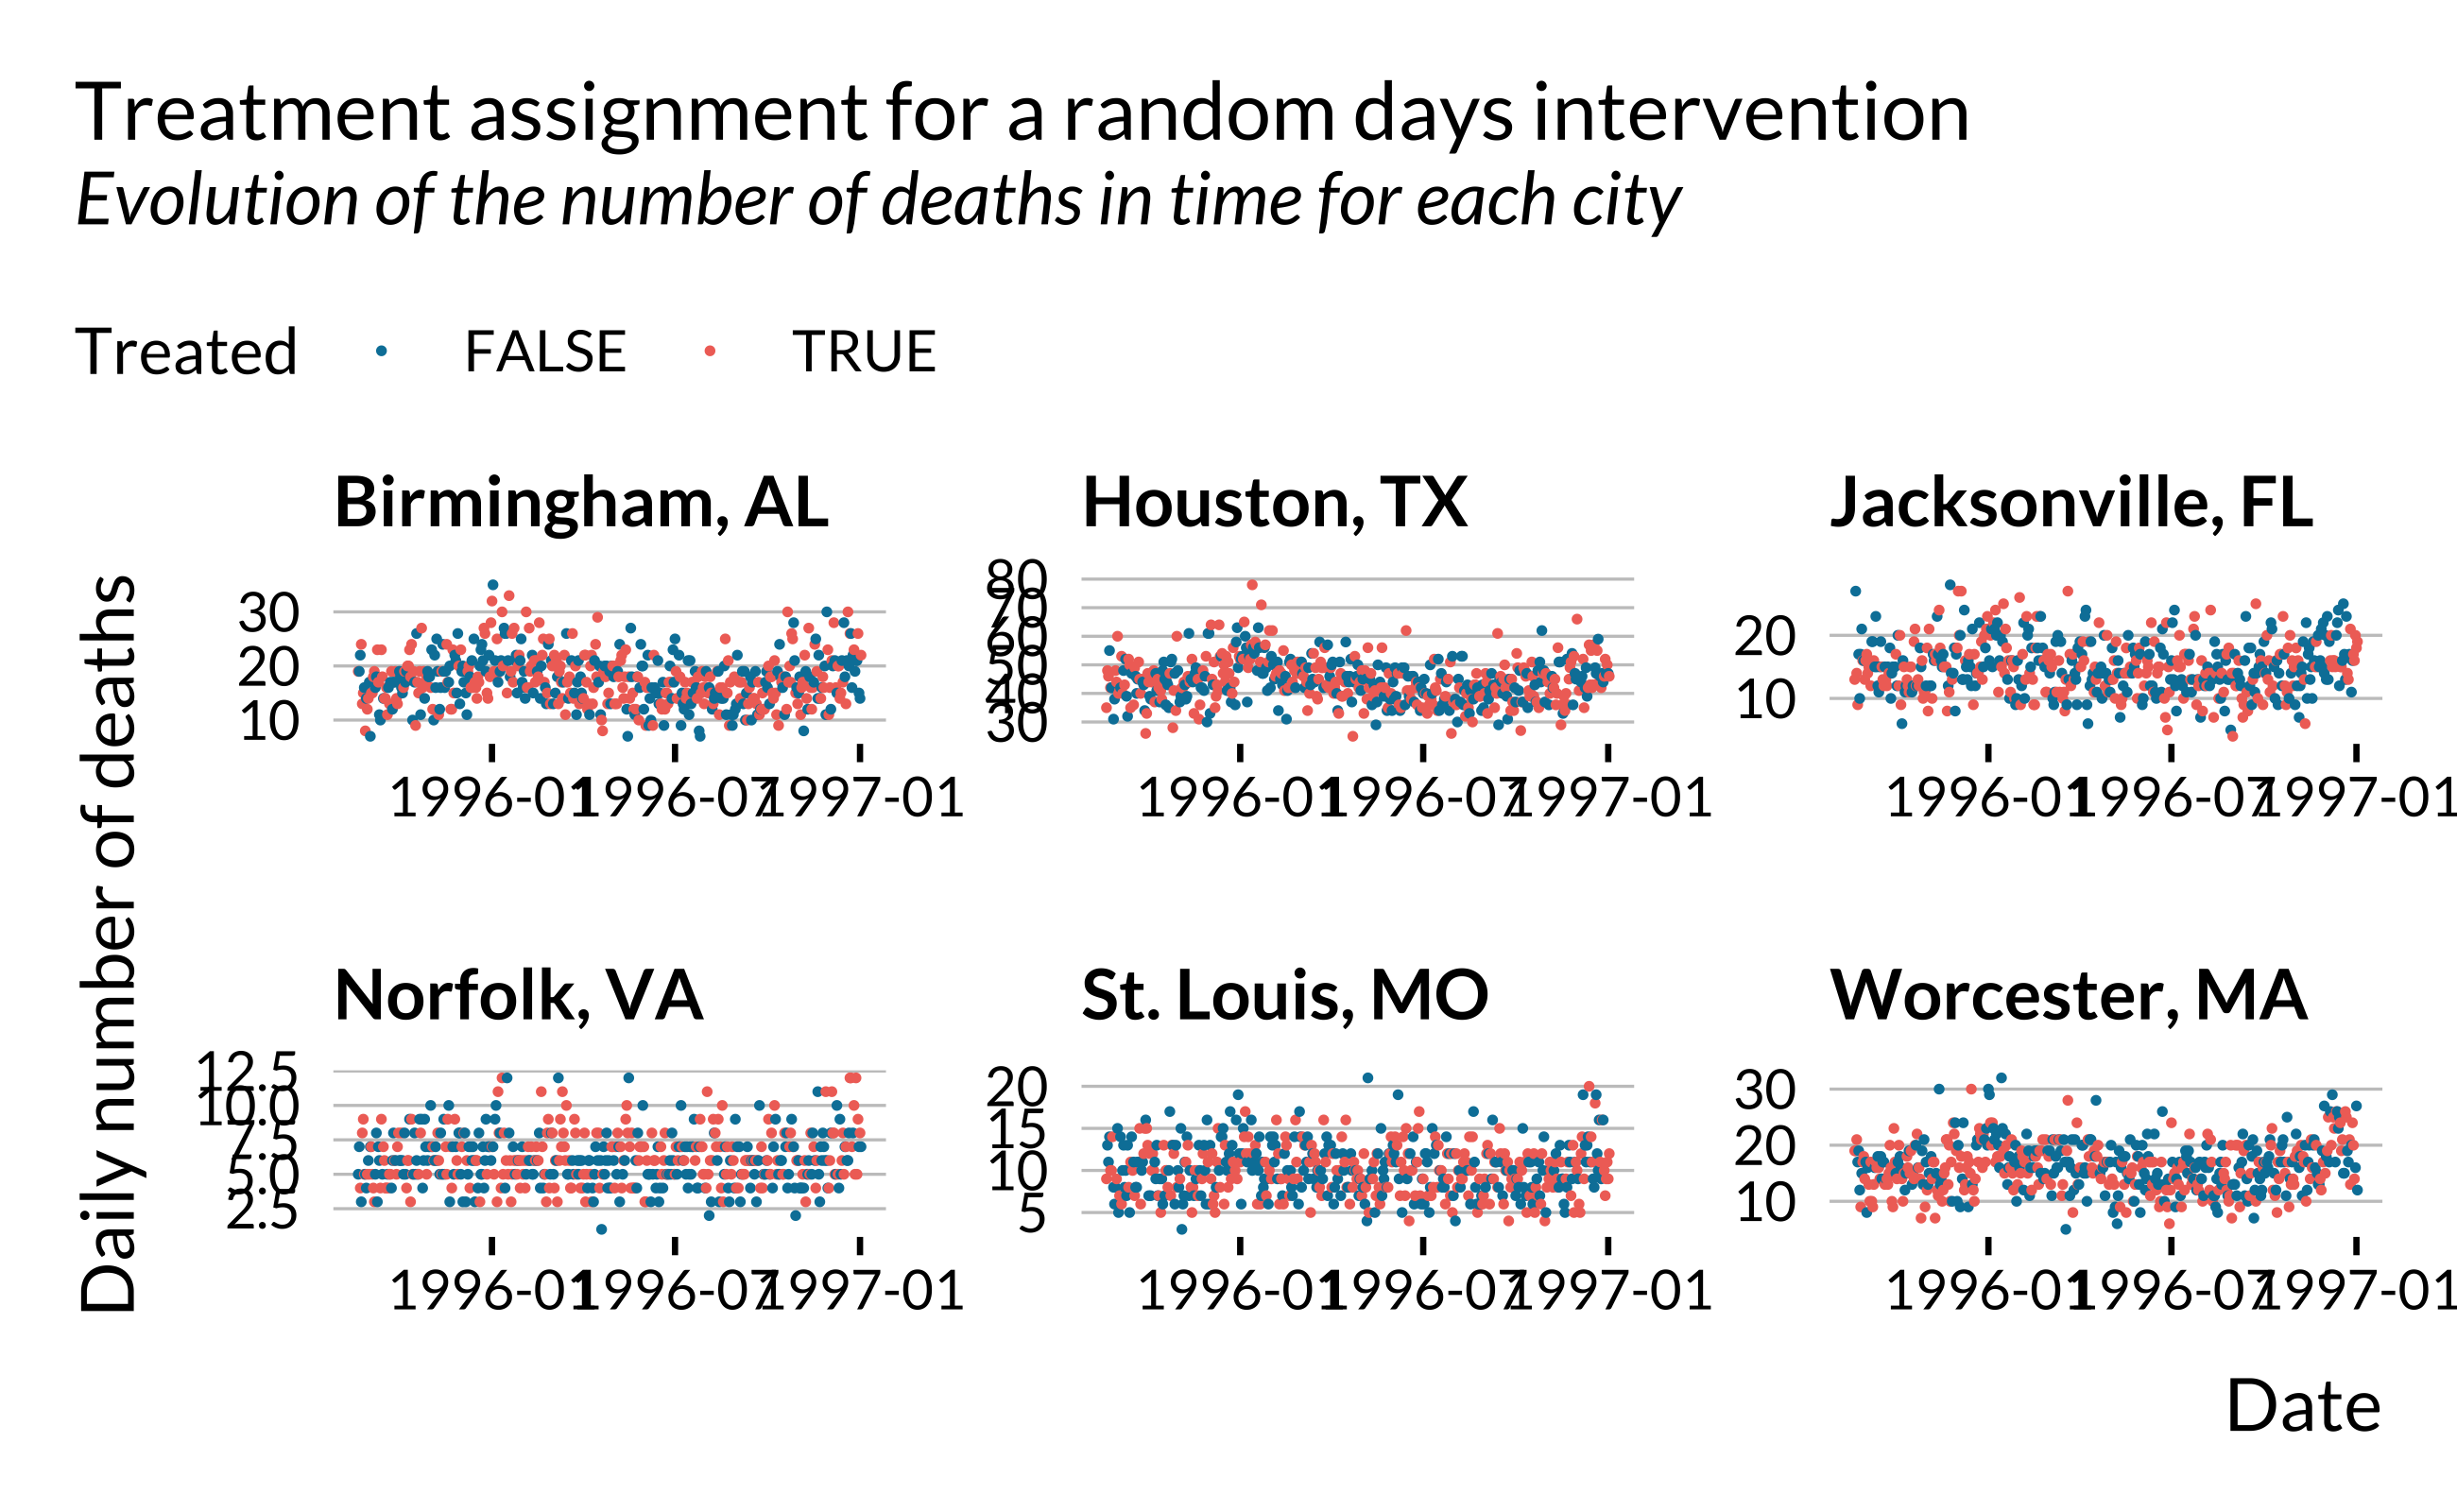 Treatment assignment for a random days intervention
Evolution of the number of deaths in time for each city
Treated FALSE TRUE
Daily number of deaths
Birmingham, AL
30
20
10
1996-01 1996-07 1997-01
Houston, TX
80
70
60
50
40
30
1996-01 1996-07 1997-01
Jacksonville, FL
20
10
1996-01 1996-07 1997-01
Norfolk, VA
12.5
10.0
7.5
5.0
2.5
1996-01 1996-07 1997-01
St. Louis, MO
20
15
10
5
1996-01 1996-07 1997-01
Worcester, MA
30
20
10
1996-01 1996-07 1997-01
Date